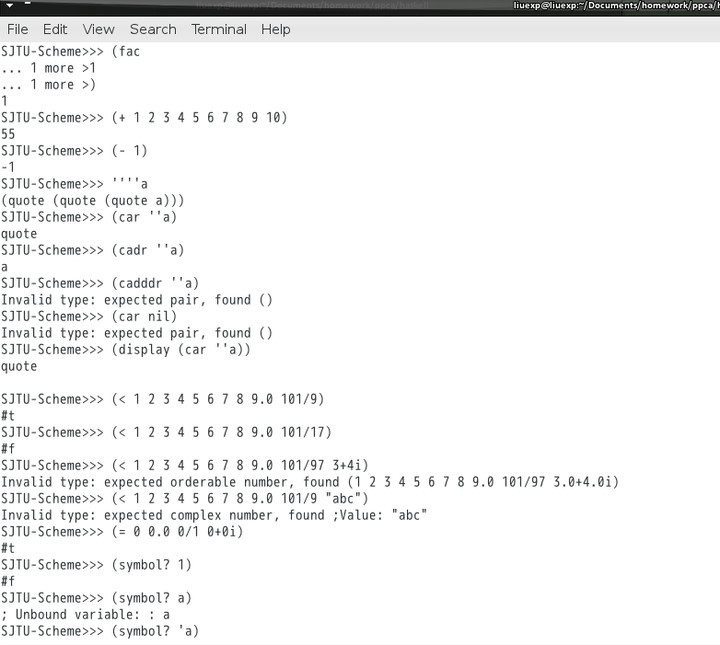 liuexp@liuexp:~/Documents/homework/ppca/
File Edit View Search Terminal Help
SJTU-Scheme>>> (fac
... 1 more >1
... 1 more >)
1
SJTU-Scheme>>> (+ 1 2 3 4 5 6 7 8 9 10)
55
SJTU-Scheme>>> (- 1)
-1
SJTU-Scheme>>> ''''a
(quote (quote (quote a)))
SJTU-Scheme>>> (car ''a)
quote
SJTU-Scheme>>> (cadr ''a)
a
SJTU-Scheme>>> (cadddr ''a)
Invalid type: expected pair, found ()
SJTU-Scheme>>> (car nil)
Invalid type: expected pair, found ()
SJTU-Scheme>>> (display (car ''a))
quote
SJTU-Scheme>>> (< 1 2 3 4 5 6 7 8 9.0 101/9)
#t
SJTU-Scheme>>> (< 1 2 3 4 5 6 7 8 9.0 101/17)
#f
SJTU-Scheme>>> (< 1 2 3 4 5 6 7 8 9.0 101/97 3+4i)
Invalid type: expected orderable number, found (1 2 3 4 5 6 7 8 9.0 101/97 3.0+4.0i)
SJTU-Scheme>>> (< 1 2 3 4 5 6 7 8 9.0 101/9 "abc")
Invalid type: expected complex number, found ;Value: "abc"
SJTU-Scheme>>> (= 0 0.0 0/1 0+0i)
#t
SJTU-Scheme>>> (symbol? 1)
#f
SJTU-Scheme>>> (symbol? a)
; Unbound variable: : a
SJTU-Scheme>>> (symbol? 'a)